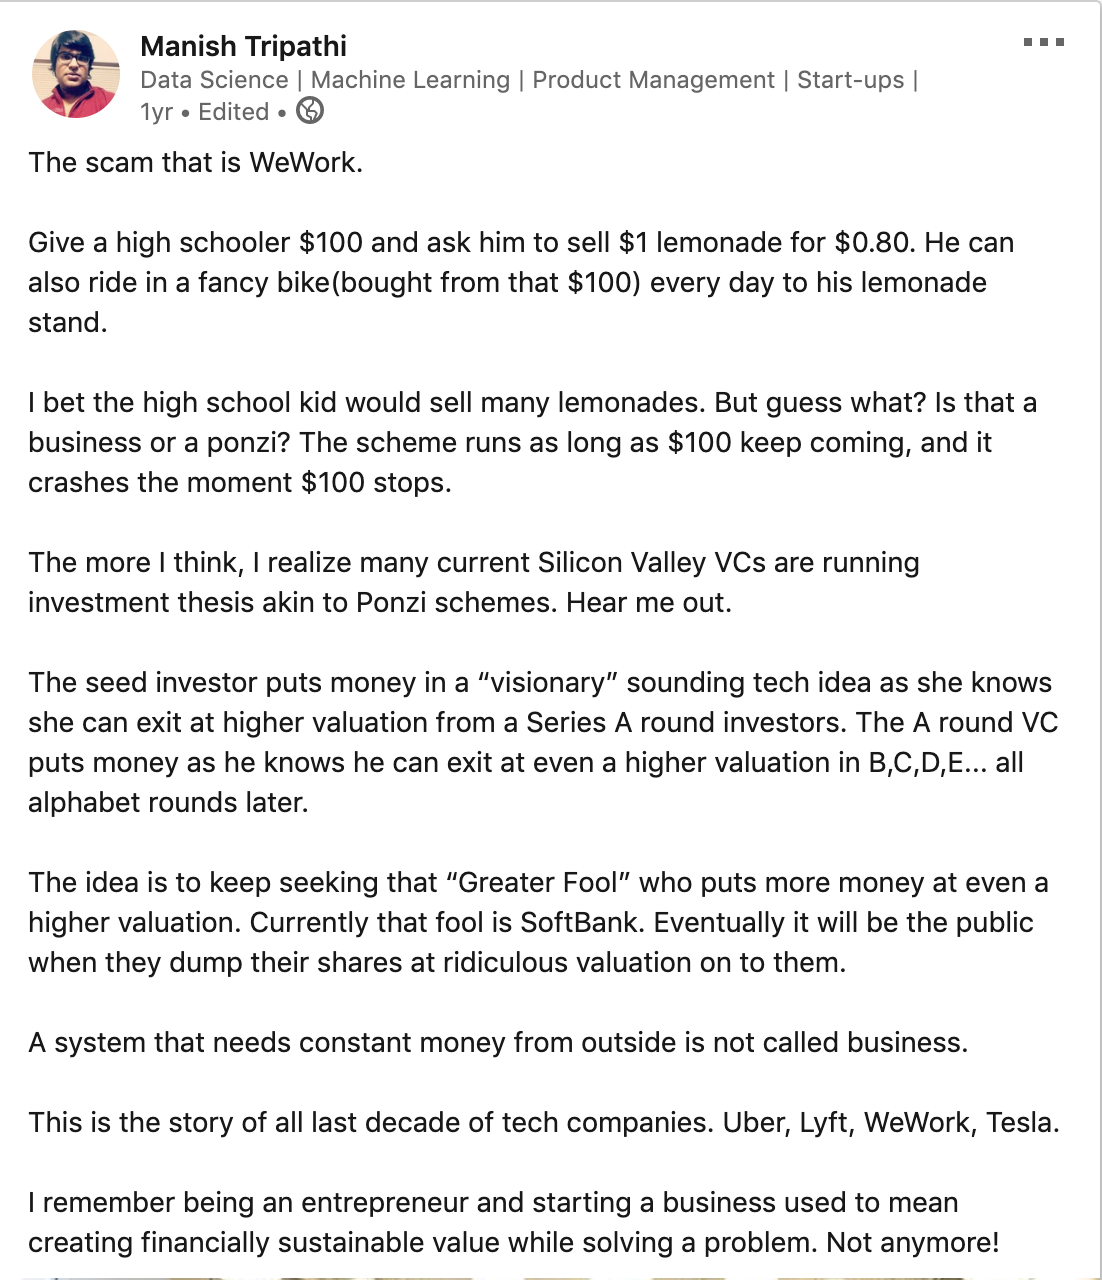 Manish Tripathi
Data Science | Machine Learning | Product Management | Start-ups |
1yr • Edited •
The scam that is WeWork.
Give a high schooler $100 and ask him to sell $1 lemonade for $0.80. He can
also ride in a fancy bike(bought from that $100) every day to his lemonade
stand.
I bet the high school kid would sell many lemonades. But guess what? Is that a
business or a ponzi? The scheme runs as long as $100 keep coming, and it
crashes the moment $100 stops.
The more I think, I realize many current Silicon Valley VCs are running
investment thesis akin to Ponzi schemes. Hear me out.
The seed investor puts money in a “visionary” sounding tech idea as she knows
she can exit at higher valuation from a Series A round investors. The A round VC
puts money as he knows he can exit at even a higher valuation in B,C,D,E... all
alphabet rounds later.
The idea is to keep seeking that “Greater Fool” who puts more money at even a
higher valuation. Currently that fool is SoftBank. Eventually it will be the public
when they dump their shares at ridiculous valuation on to them.
A system that needs constant money from outside is not called business.
This is the story of all last decade of tech companies. Uber, Lyft, WeWork, Tesla.
I remember being an entrepreneur and starting a business used to mean
creating financially sustainable value while solving a problem. Not anymore!